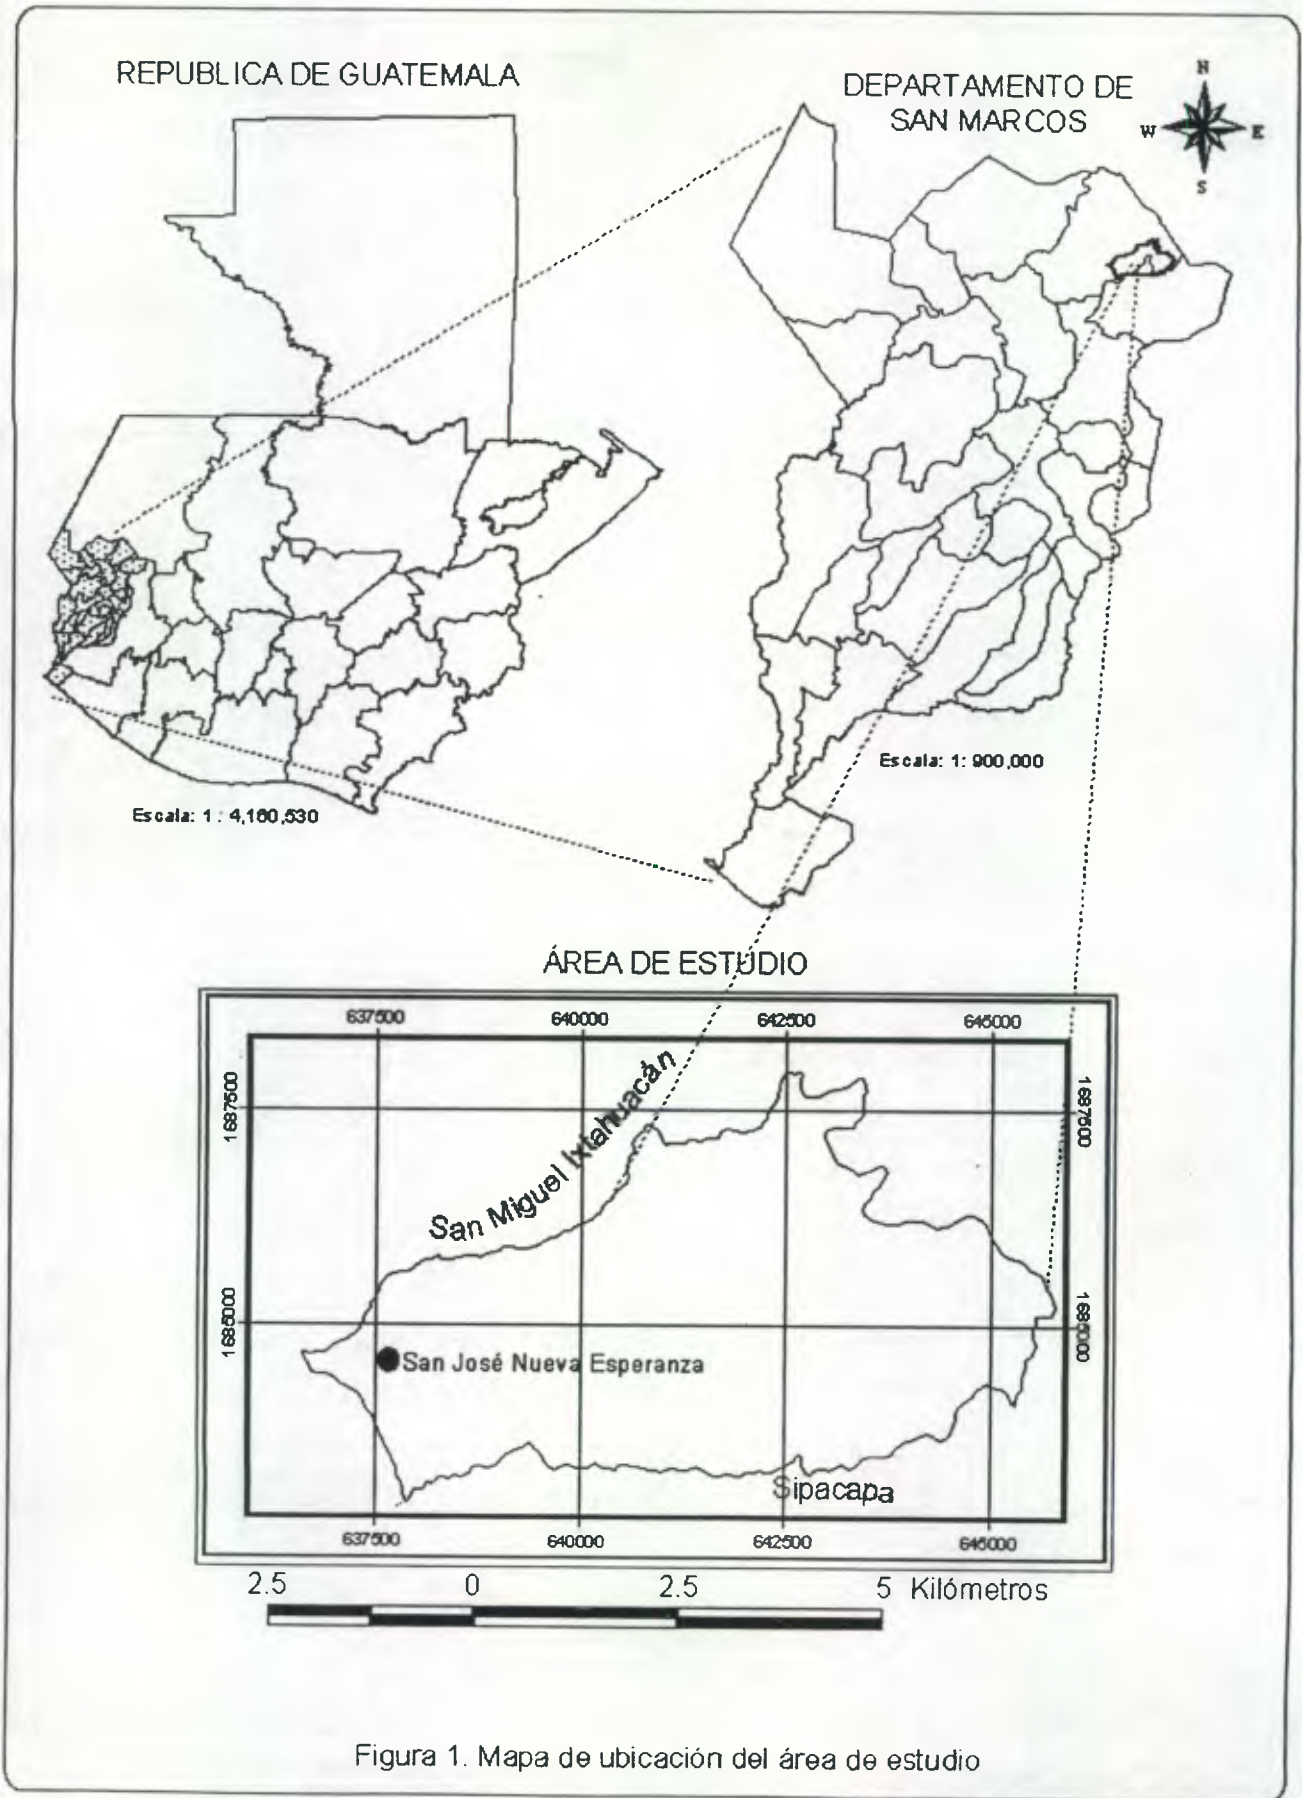 REPUBLICA DE GUATEMALA
DEPARTAMENTO DE
SAN MARCOS
N
W
E
S
Escala: 1: 900,000
Escala: 1: 4,160,530
ÁREA DE ESTUDIO
637500 640000 642500 645000
1687500
1687500
San Miguel Ixtahuacán
1685000
1685000
San José Nueva Esperanza
Sipacapa
637500 640000 642500 645000
2.5 0 2.5 5 Kilómetros
Figura 1. Mapa de ubicación del área de estudio